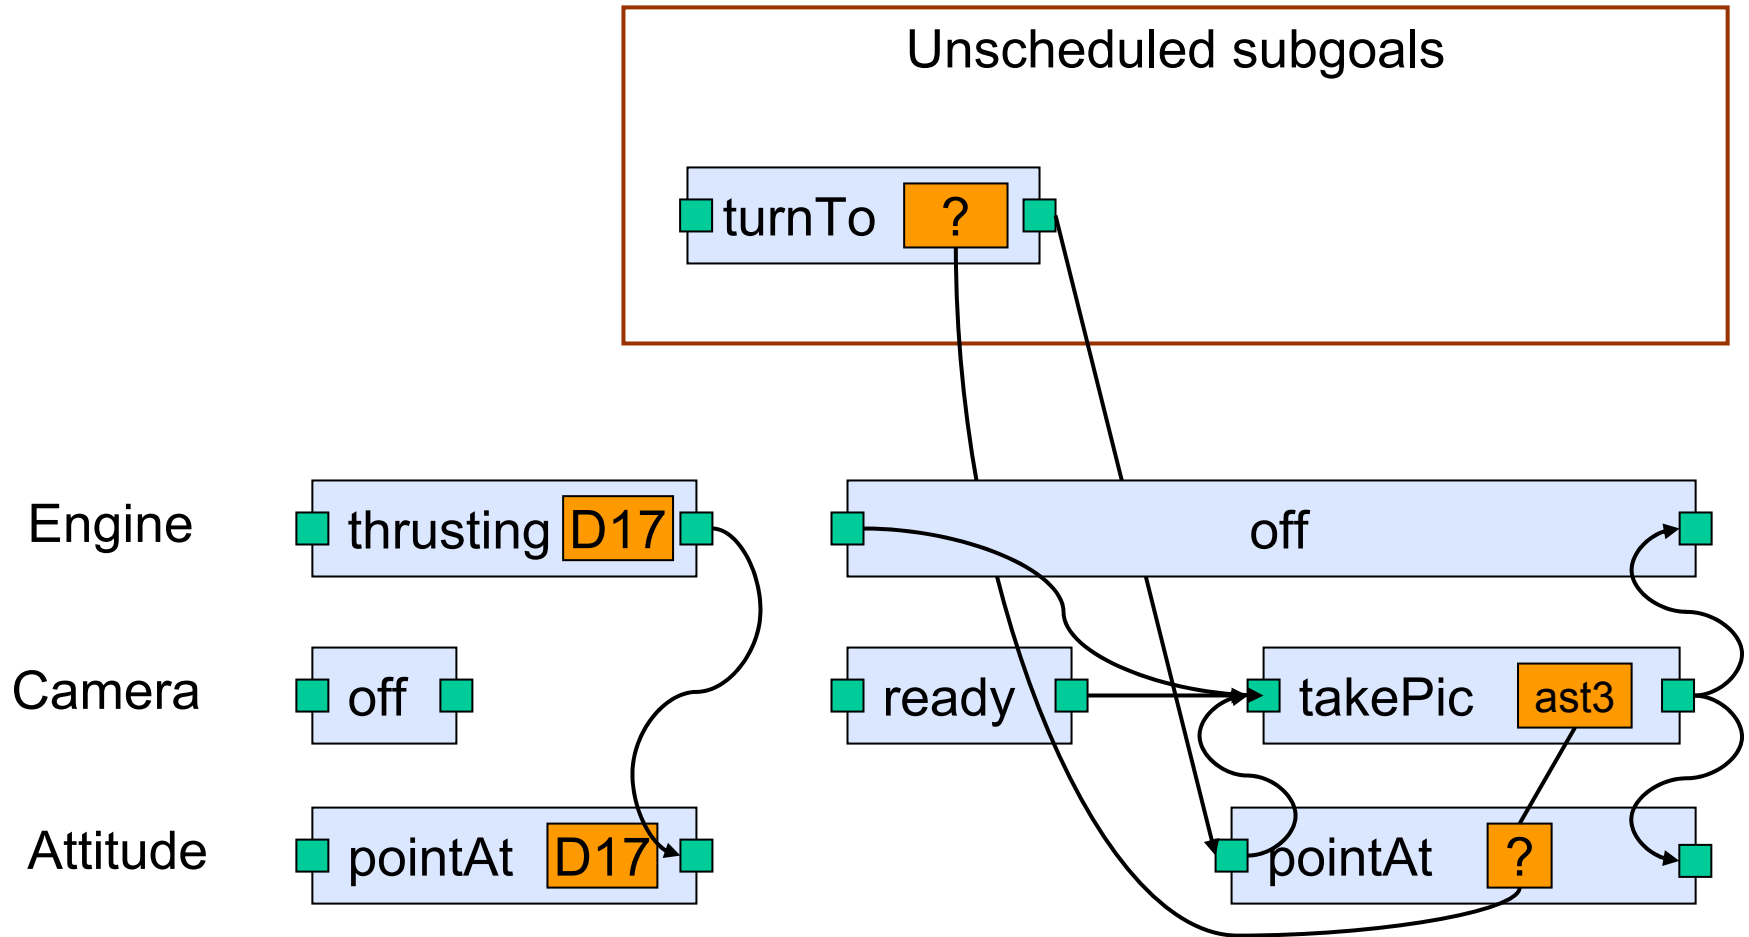 Unscheduled subgoals
turnTo ?
Engine thrusting D17 off
Camera off ready takePic ast3
Attitude pointAt D17 pointAt ?